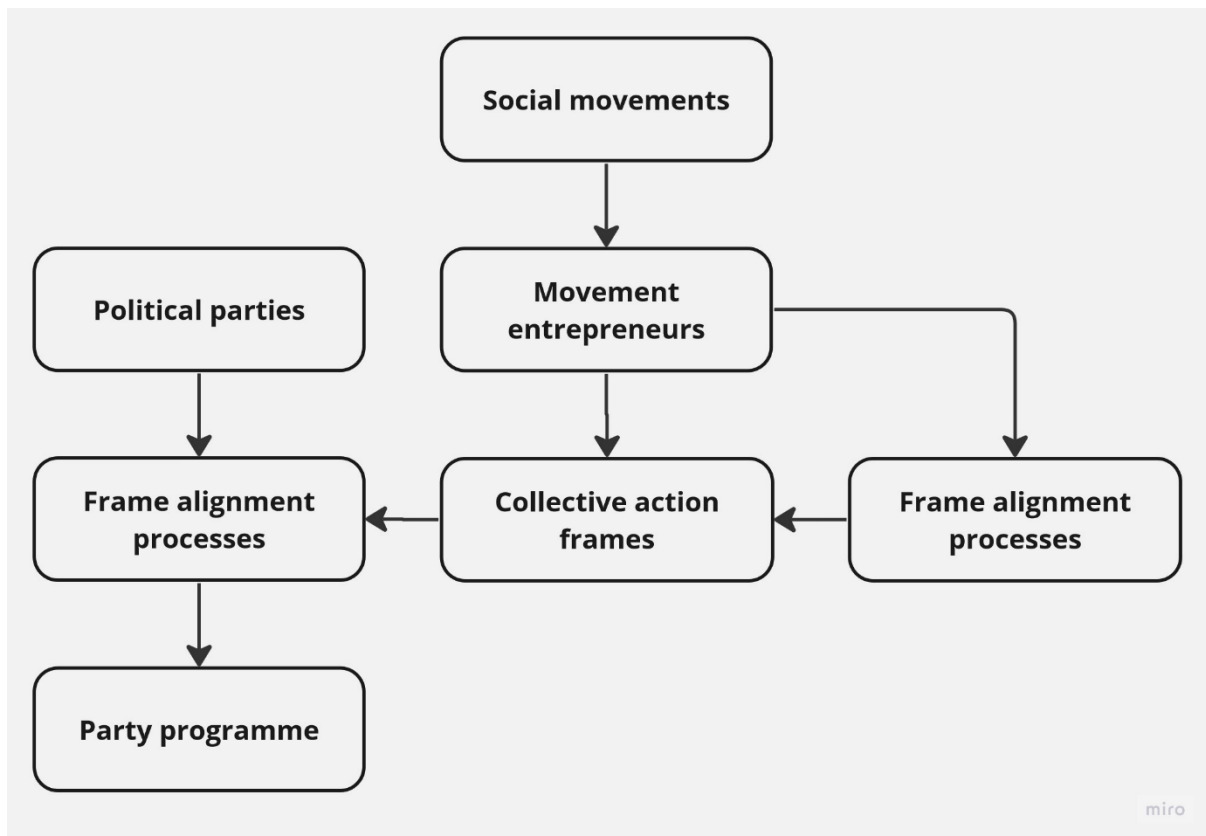 Social movements
Political parties
Movement
entrepreneurs
Frame alignment
processes
Collective action
frames
Frame alignment
processes
Party programme
miro